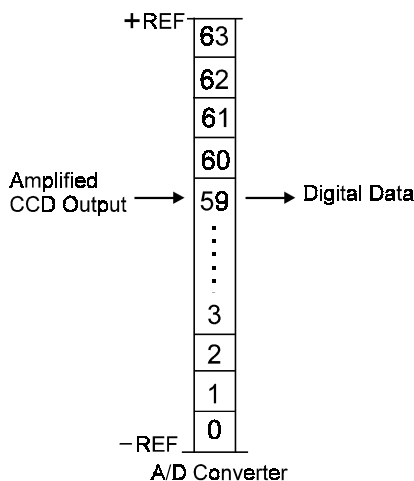 +REF
63
62
61
60
Amplified
CCD Output
59
Digital Data
3
2
1
0
−REF
A/D Converter